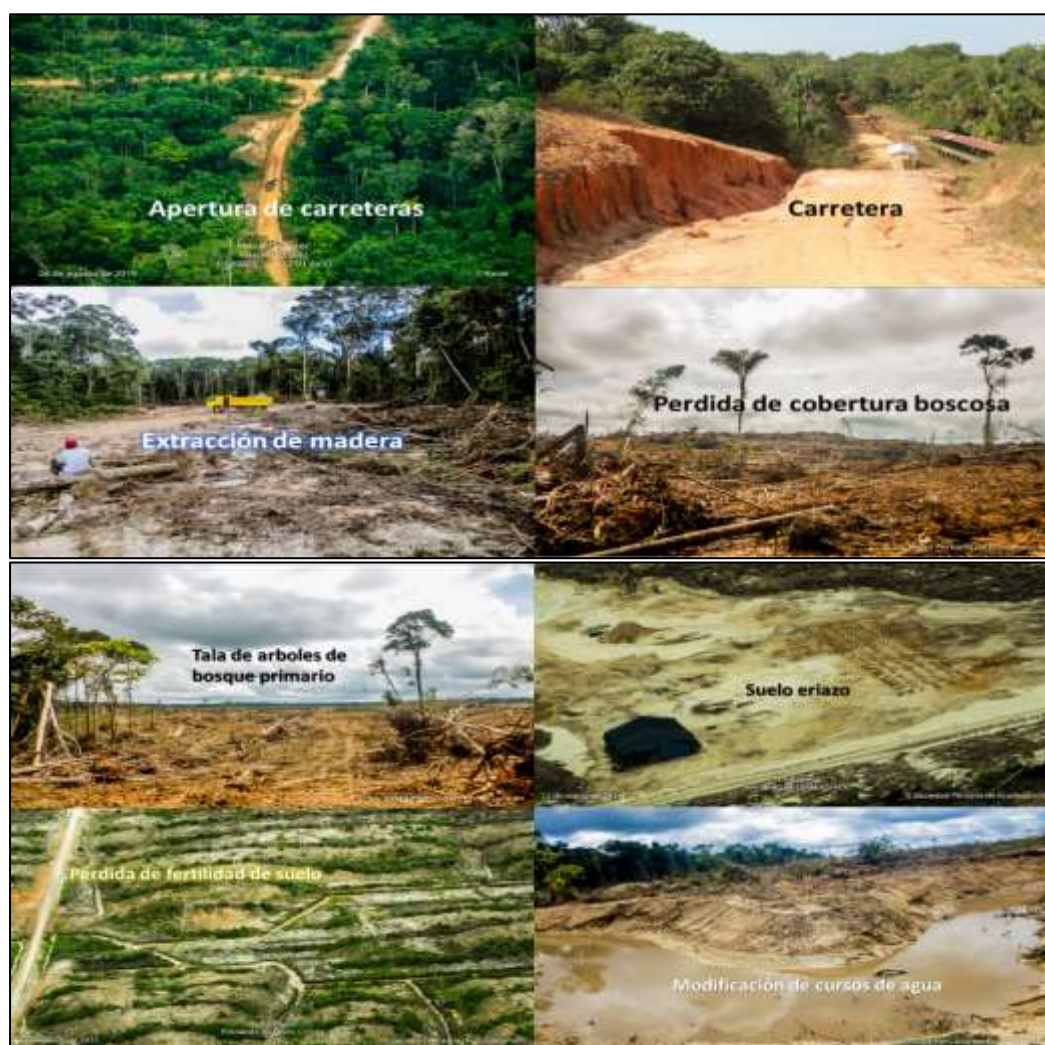 Apertura de carreteras
Carretera
Extracción de madera
Perdida de cobertura boscosa
Tala de arboles de
bosque primario
Suelo eriazo
Perdida de fertilidad de suelo
Modificación de cursos de agua